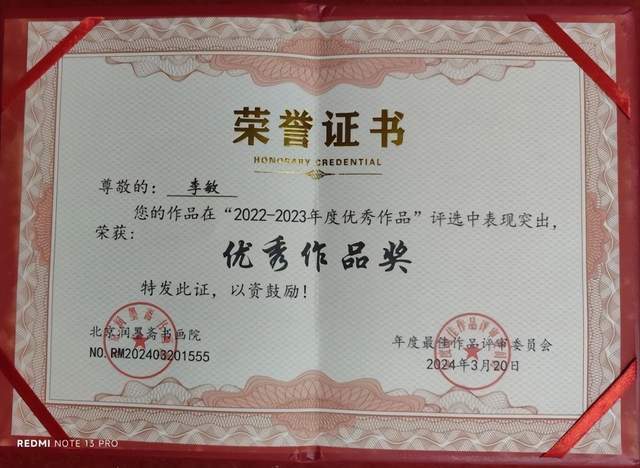 荣誉证书
HONORARY CREDENTIAL
尊敬的：李敏
您的作品在“2022-2023年度优秀作品”评选中表现突出，
荣获：
优秀作品奖
特发此证，以资鼓励！
北京润墨斋书画院
NO.RM202403201555
年度最佳作品评审委员会
2024年3月20日
REDMI NOTE 13 PRO